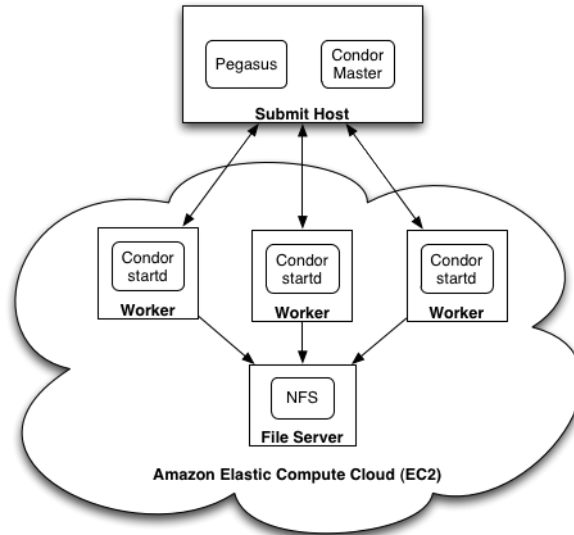 Pegasus
Condor
Master
Submit Host
Condor
startd
Worker
Condor
startd
Worker
Condor
startd
Worker
NFS
File Server
Amazon Elastic Compute Cloud (EC2)